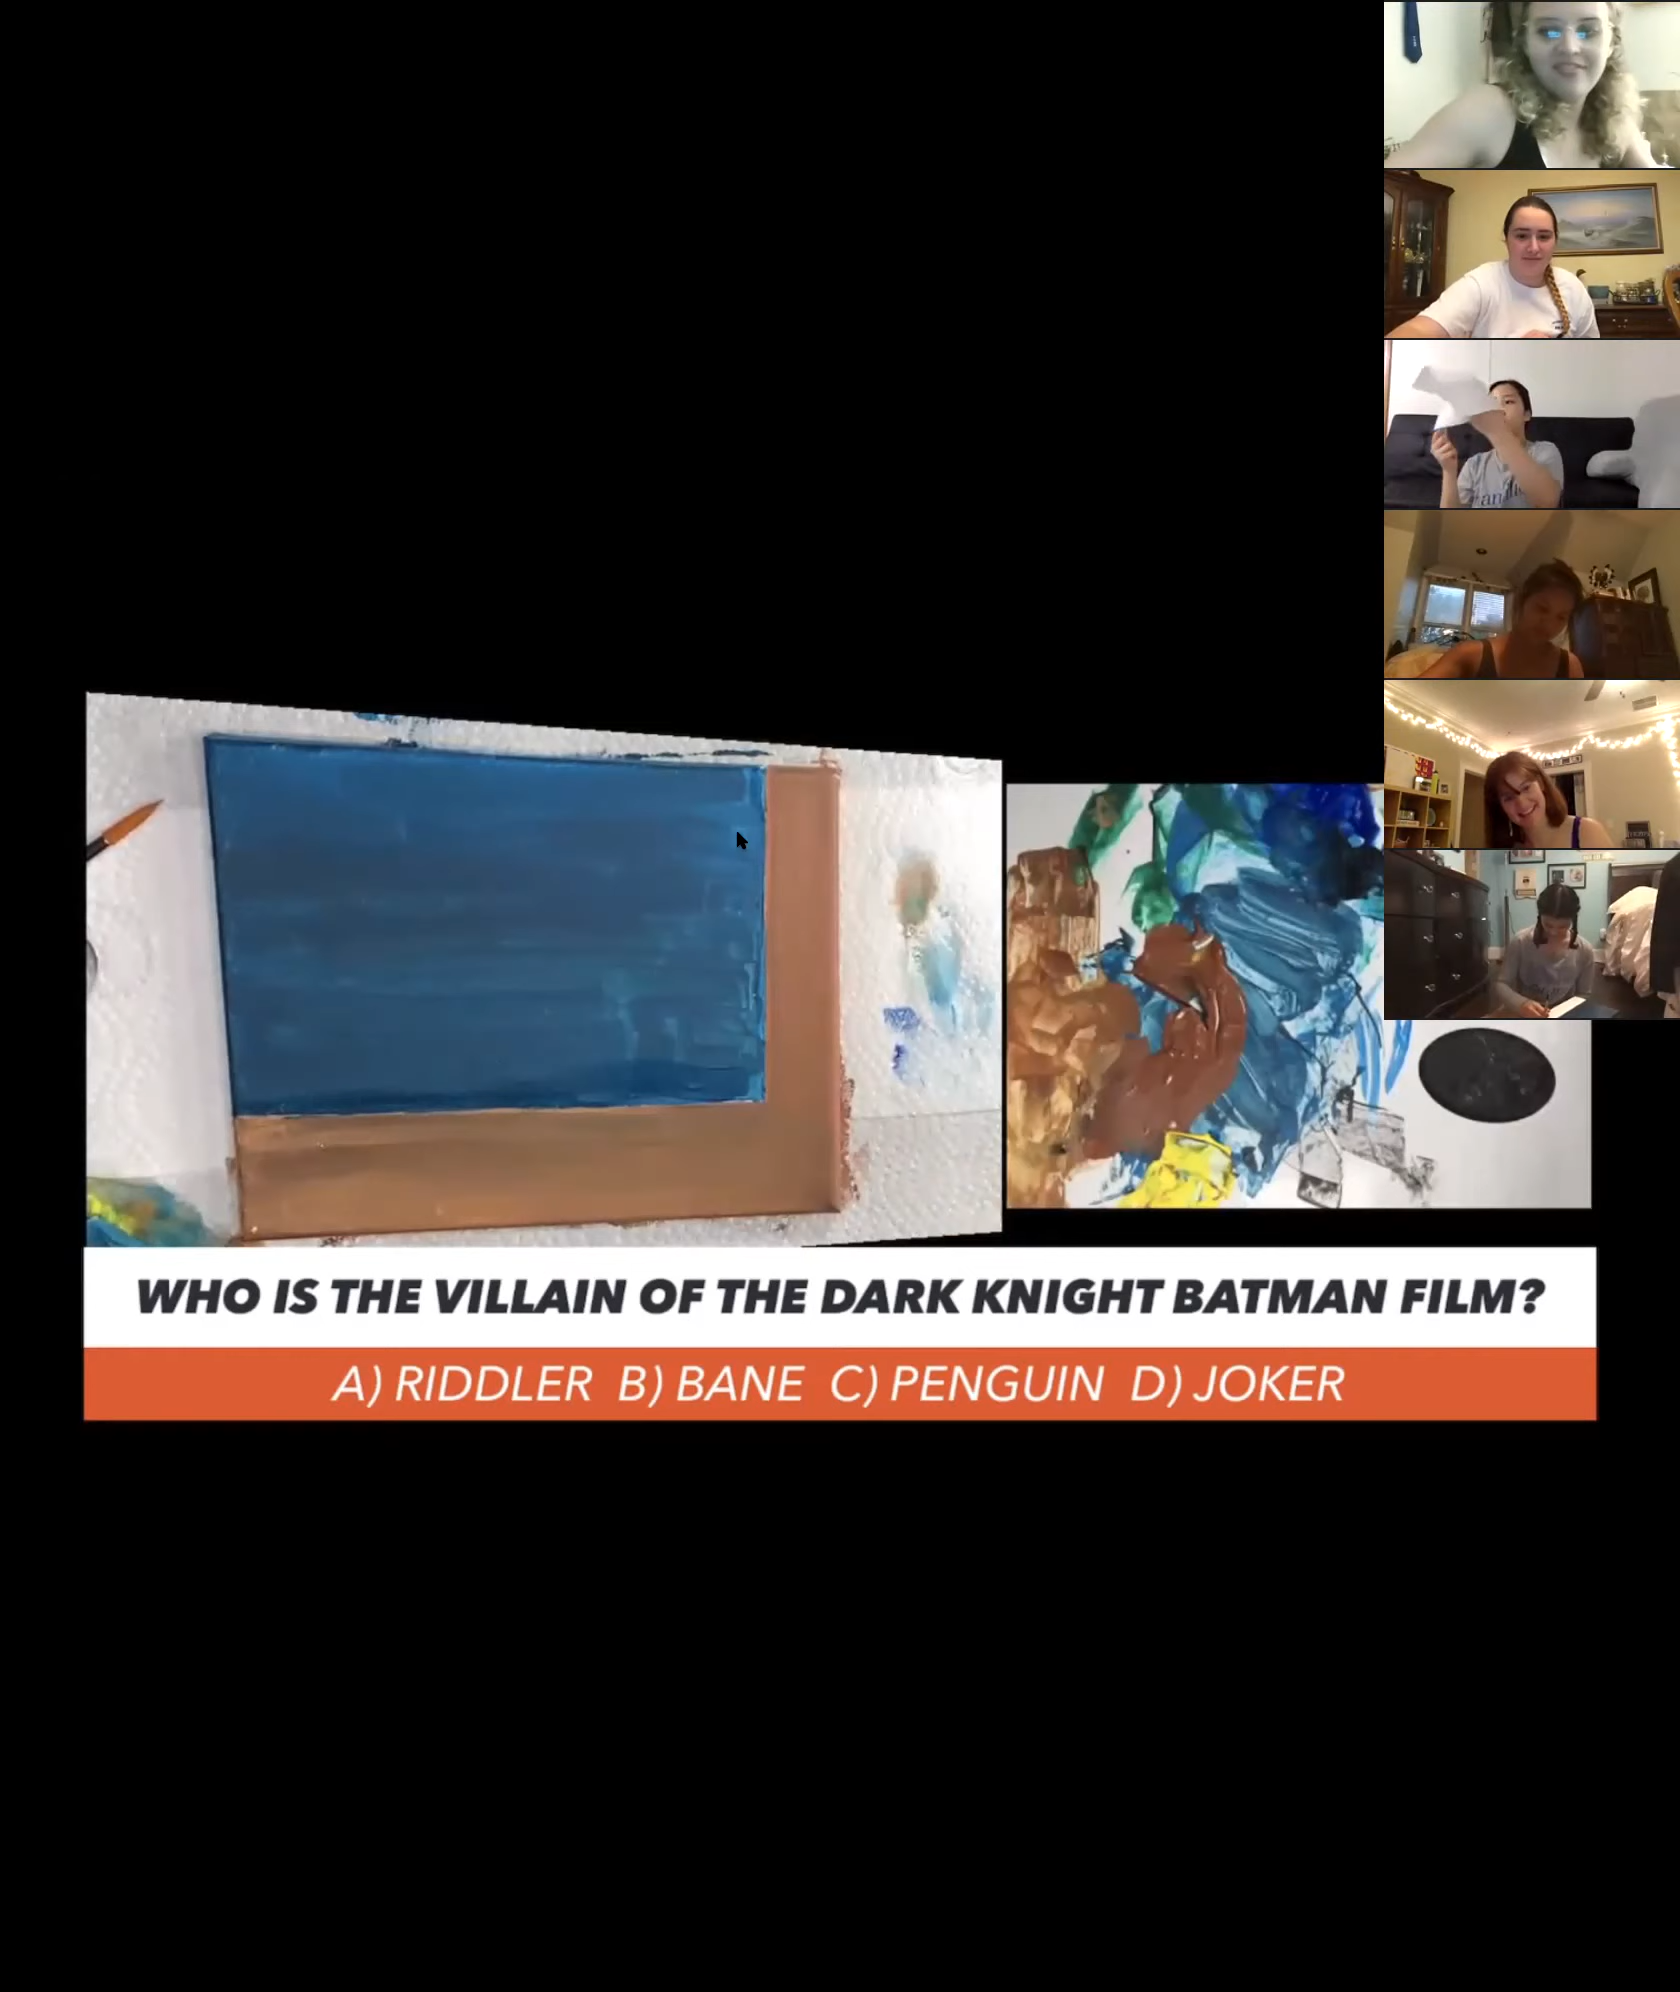 WHO IS THE VILLAIN OF THE DARK KNIGHT BATMAN FILM?
A) RIDDLER B) BANE C) PENGUIN D) JOKER